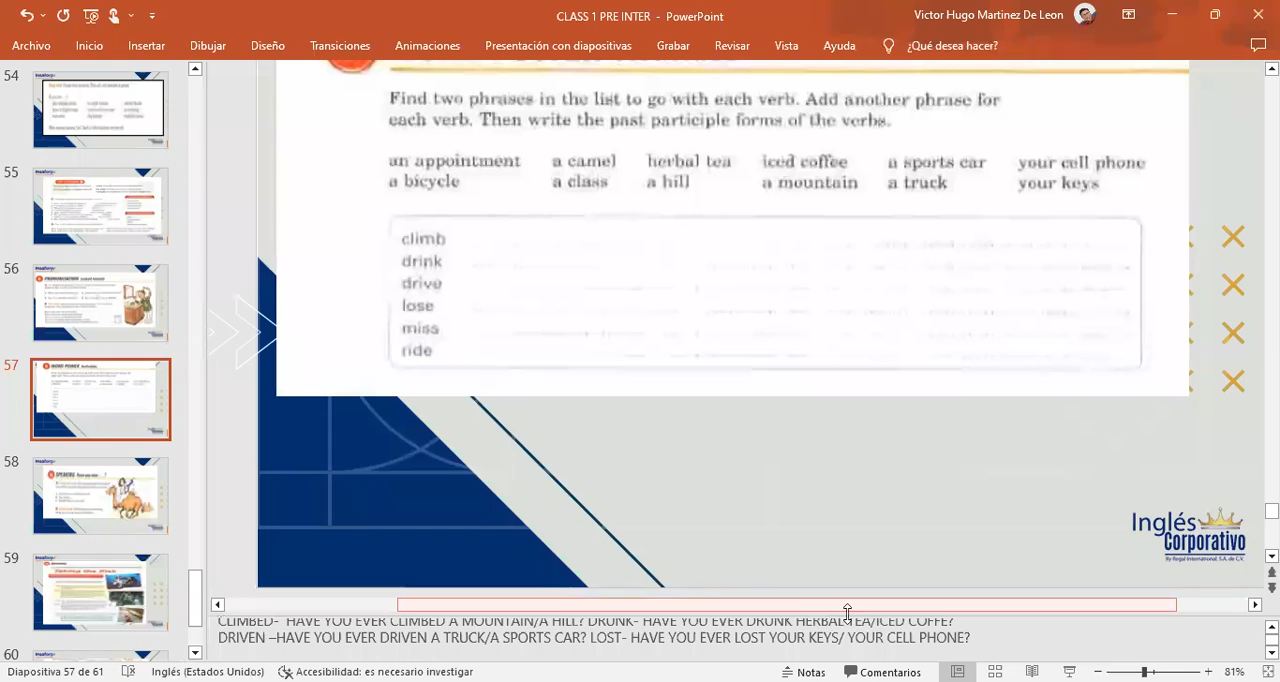 CLASS 1 PRE INTER - PowerPoint
Victor Hugo Martinez De Leon
Archivo Inicio Insertar Dibujar Diseño Transiciones Animaciones Presentación con diapositivas Grabar Revisar Vista Ayuda ¿Qué desea hacer?
54
55
56
57
58
59
60
Find two phrases in the list to go with each verb. Add another phrase for
each verb. Then write the past participle forms of the verbs.
an appointment a camel herbal tea iced coffee a sports car your cell phone
a bicycle a class a hill a mountain a truck your keys
climb
drink
drive
lose
miss
ride
Inglés
Corporativo
By Regal International, S.A. de C.V.
CLIMBED- HAVE YOU EVER CLIMBED A MOUNTAIN/A HILL? DRUNK- HAVE YOU EVER DRUNK HERBAL TEA/ICED COFFE?
DRIVEN –HAVE YOU EVER DRIVEN A TRUCK/A SPORTS CAR? LOST- HAVE YOU EVER LOST YOUR KEYS/ YOUR CELL PHONE?
Diapositiva 57 de 61 Inglés (Estados Unidos) Accesibilidad: es necesario investigar Notas Comentarios 81%